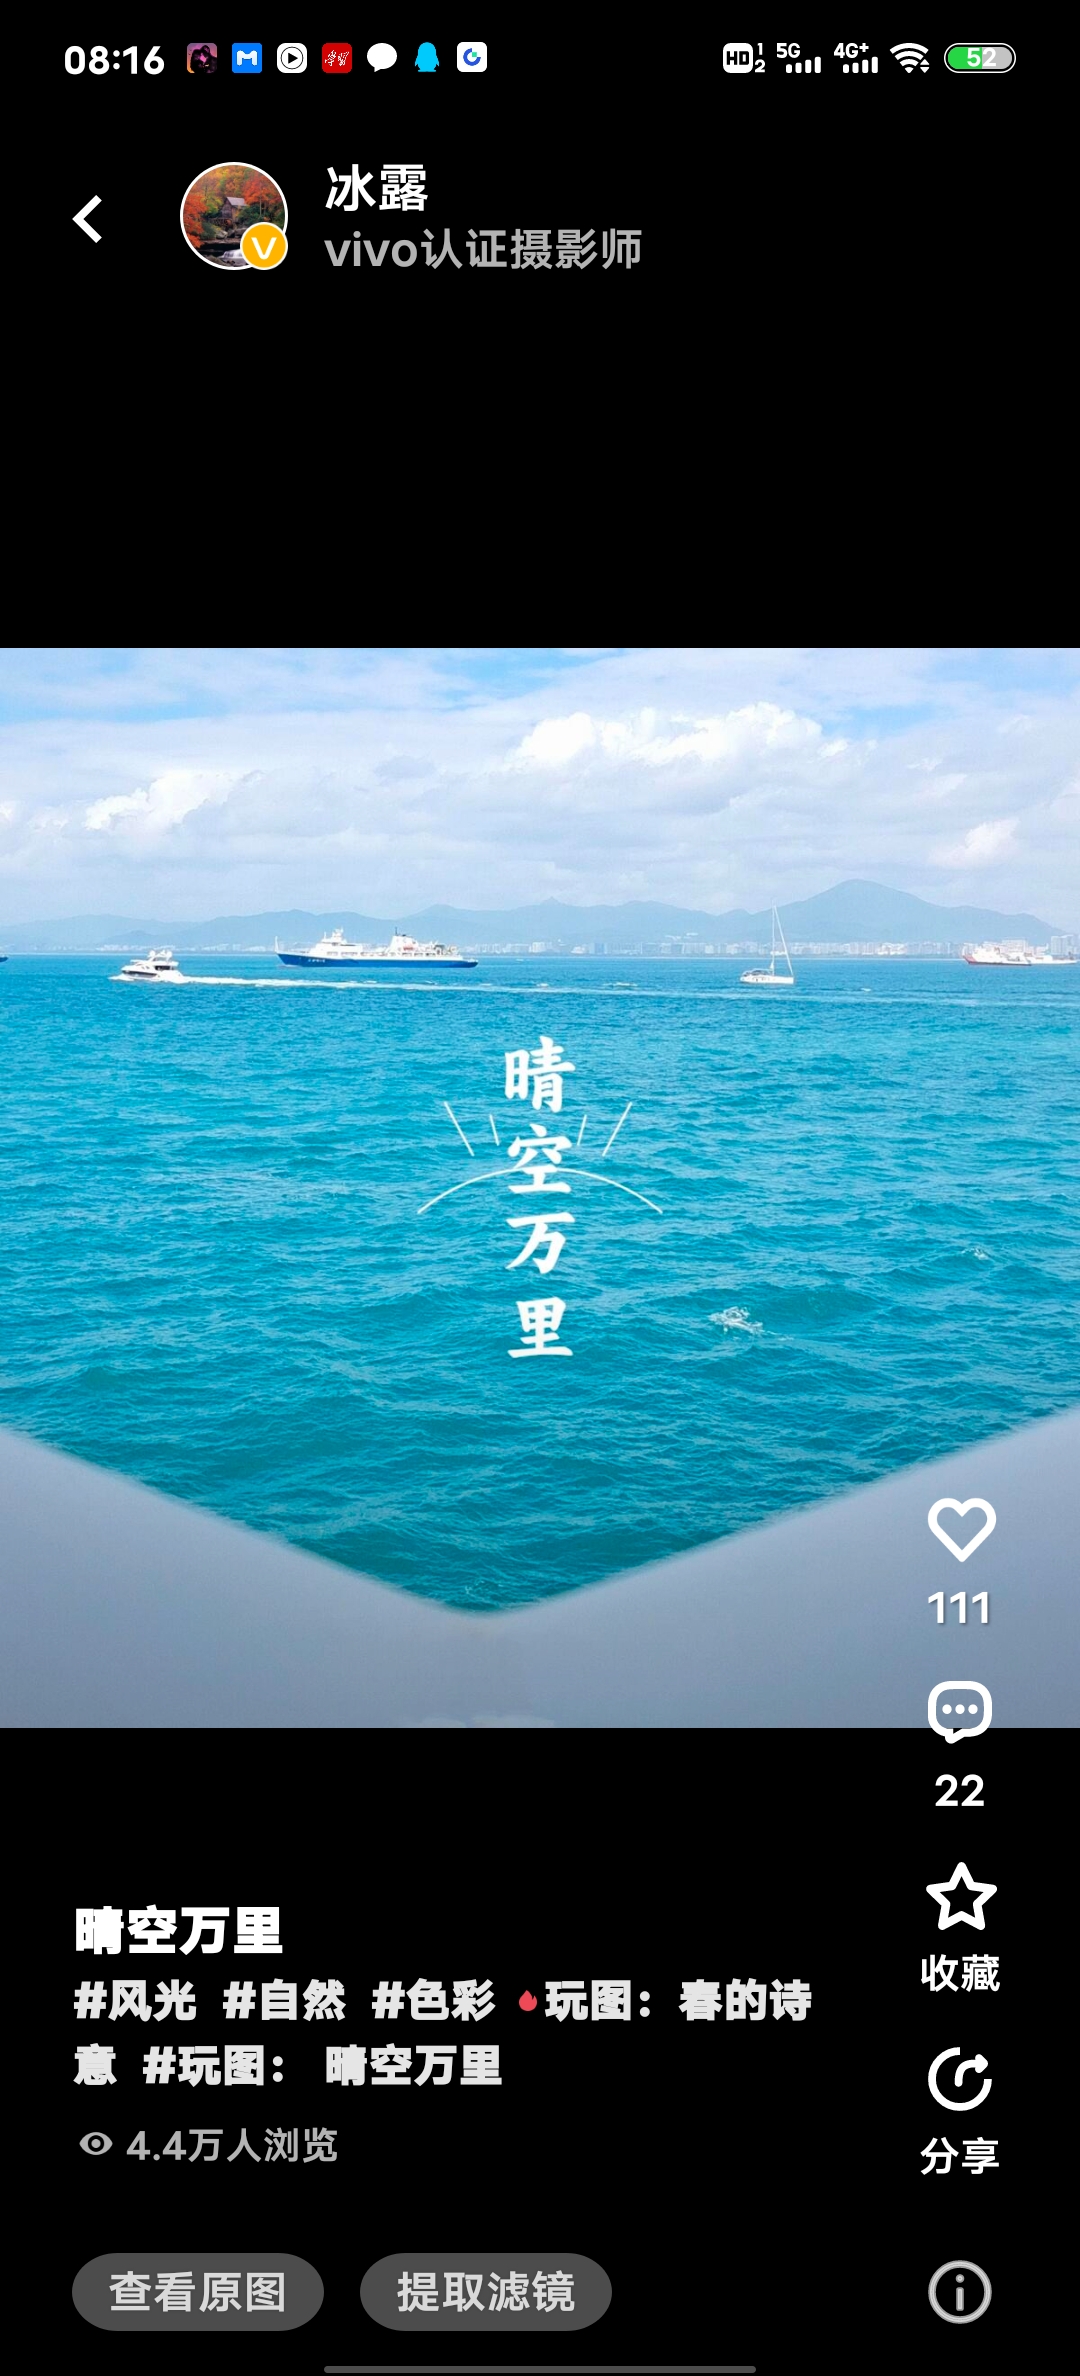 08:16
HD 1 2 5G 4G+ 52
冰露
vivo认证摄影师
晴空万里
111
22
晴空万里
#风光 #自然 #色彩 玩图：春的诗
意 #玩图： 晴空万里
收藏
4.4万人浏览
分享
查看原图 提取滤镜